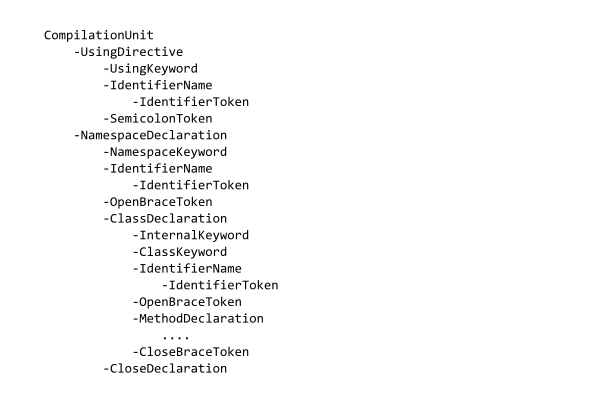 CompilationUnit
-UsingDirective
-UsingKeyword
-IdentifierName
-IdentifierToken
-SemicolonToken
-NamespaceDeclaration
-NamespaceKeyword
-IdentifierName
-IdentifierToken
-OpenBraceToken
-ClassDeclaration
-InternalKeyword
-ClassKeyword
-IdentifierName
-IdentifierToken
-OpenBraceToken
-MethodDeclaration
....
-CloseBraceToken
-CloseDeclaration